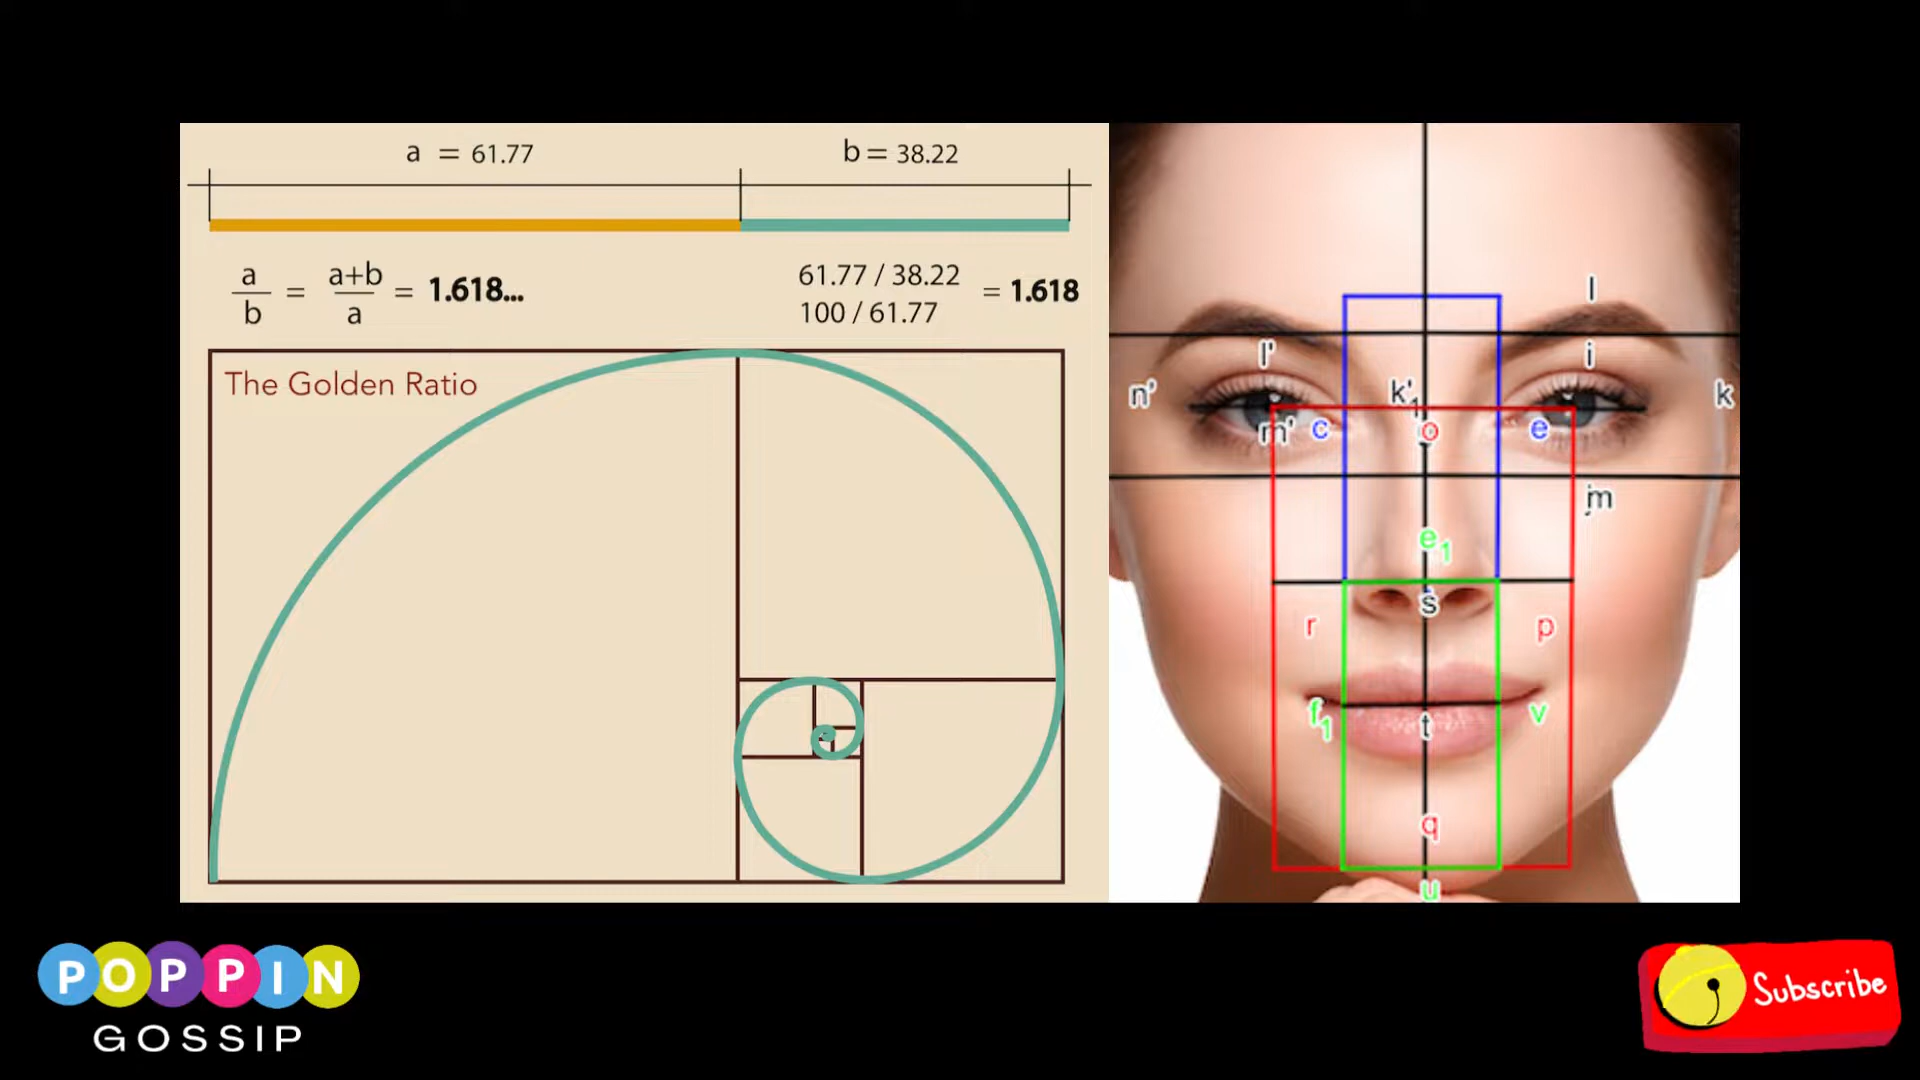 a = 61.77
b = 38.22
a/b = a+b/a = 1.618...
61.77 / 38.22
100 / 61.77
= 1.618
The Golden Ratio
l
l'
i
n'
k'1
k
m'
c
o
e
jm
e1
s
r
p
f1
t
v
q
u
POPPIN
GOSSIP
Subscribe